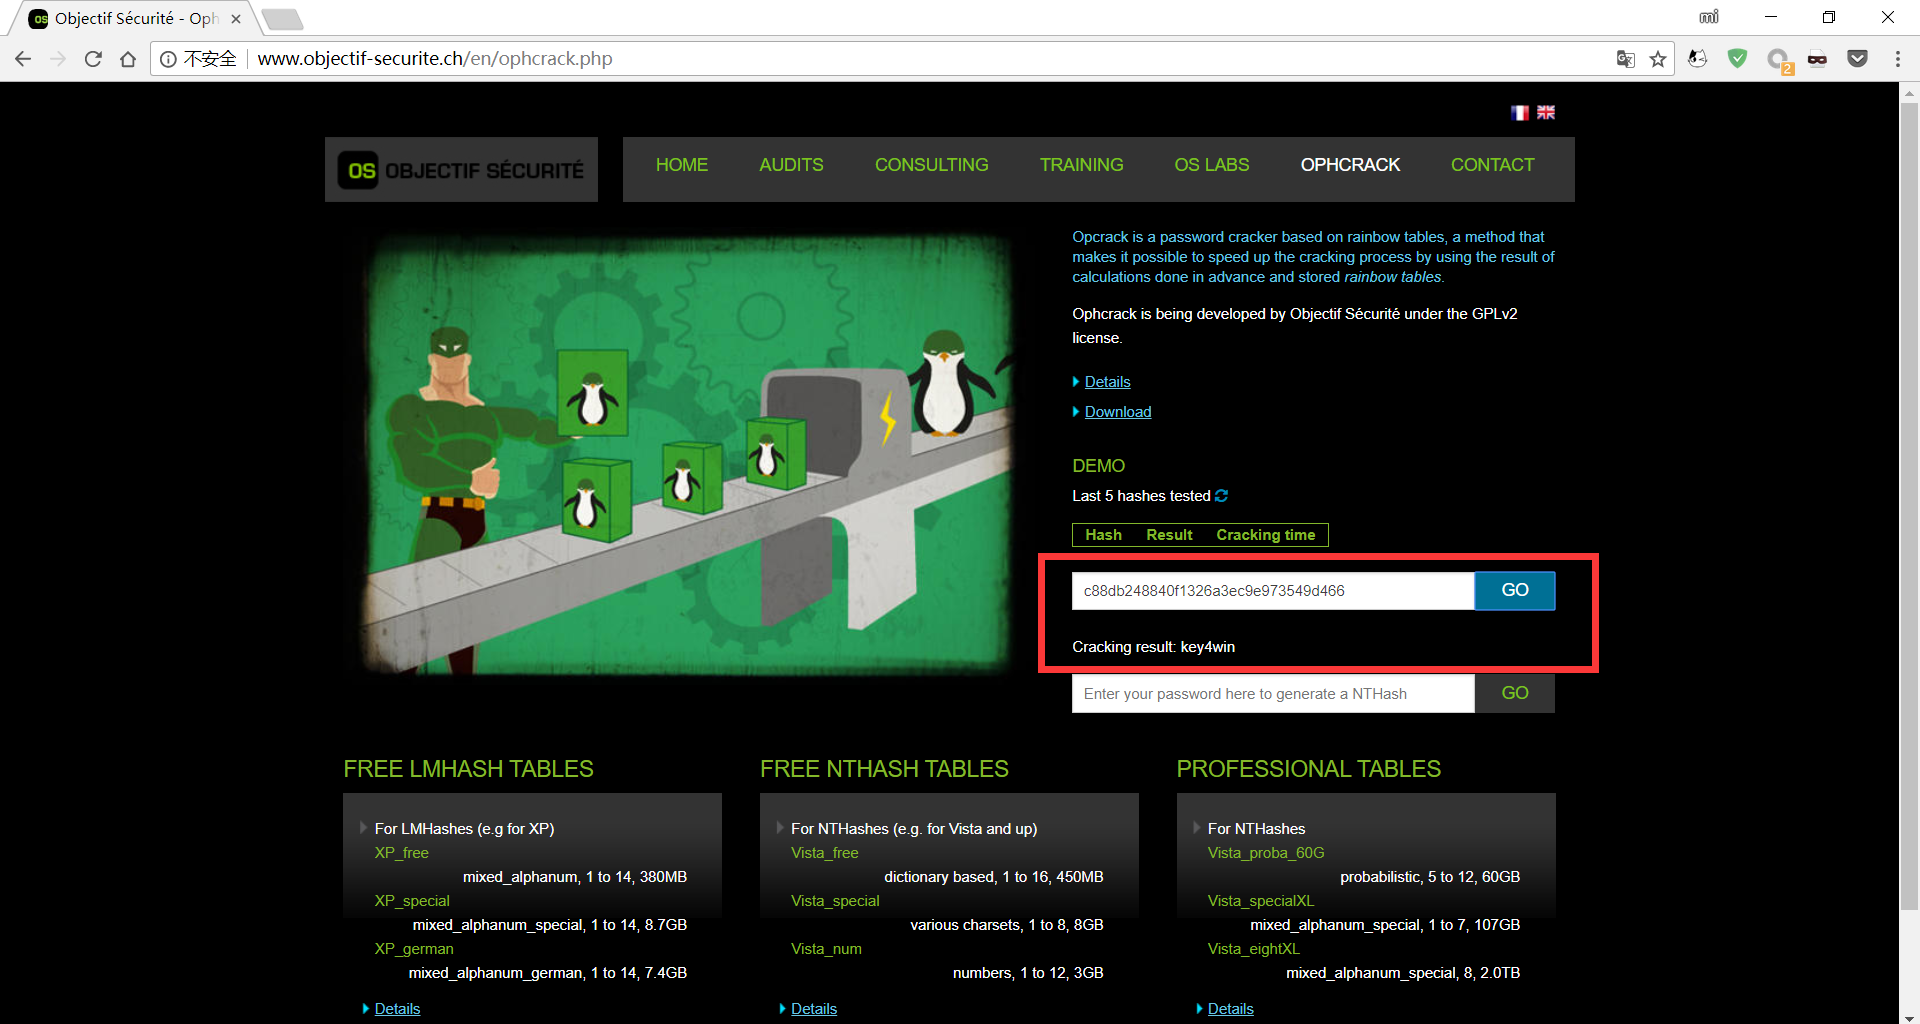 Objectif Sécurité - Oph
不安全
www.objectif-securite.ch/en/ophcrack.php
2
OS OBJECTIF SÉCURITÉ
HOME AUDITS CONSULTING TRAINING OS LABS OPHCRACK CONTACT
Opcrack is a password cracker based on rainbow tables, a method that
makes it possible to speed up the cracking process by using the result of
calculations done in advance and stored rainbow tables.
Ophcrack is being developed by Objectif Sécurité under the GPLv2
license.
Details
Download
DEMO
Last 5 hashes tested
Hash Result Cracking time
c88db248840f1326a3ec9e973549d466 GO
Cracking result: key4win
Enter your password here to generate a NTHash GO
FREE LMHASH TABLES
For LMHashes (e.g for XP)
XP_free
mixed_alphanum, 1 to 14, 380MB
XP_special
mixed_alphanum_special, 1 to 14, 8.7GB
XP_german
mixed_alphanum_german, 1 to 14, 7.4GB
Details
FREE NTHASH TABLES
For NTHashes (e.g. for Vista and up)
Vista_free
dictionary based, 1 to 16, 450MB
Vista_special
various charsets, 1 to 8, 8GB
Vista_num
numbers, 1 to 12, 3GB
Details
PROFESSIONAL TABLES
For NTHashes
Vista_proba_60G
probabilistic, 5 to 12, 60GB
Vista_specialXL
mixed_alphanum_special, 1 to 7, 107GB
Vista_eightXL
mixed_alphanum_special, 8, 2.0TB
Details